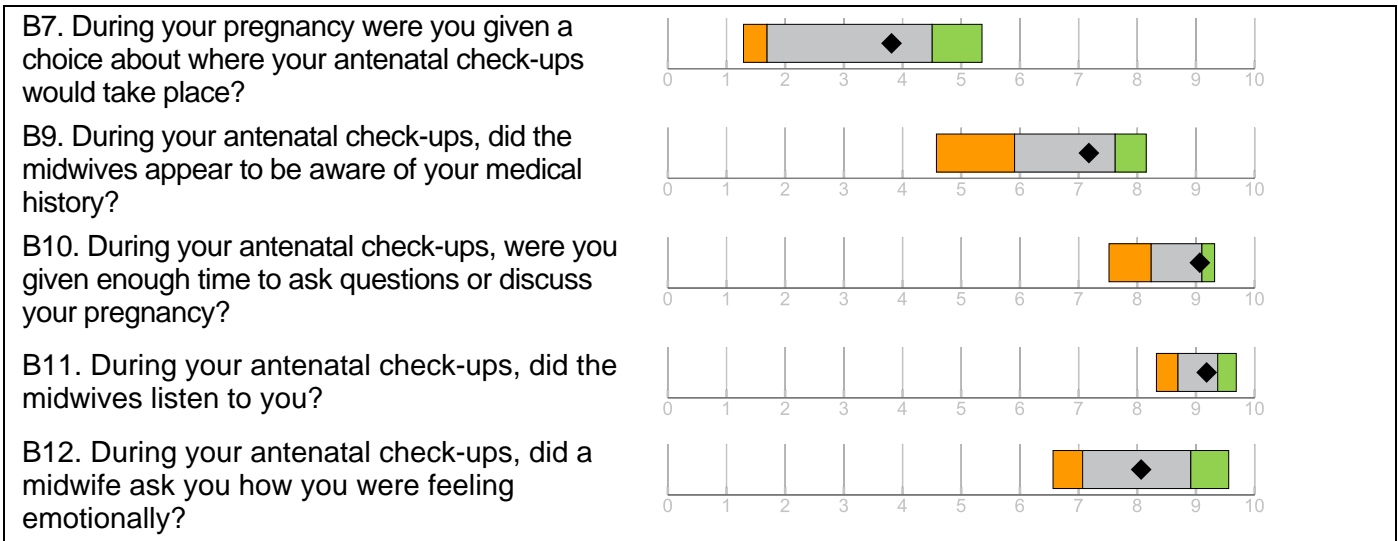 B7. During your pregnancy were you given a
choice about where your antenatal check-ups
would take place?
0 1 2 3 4 5 6 7 8 9 10
B9. During your antenatal check-ups, did the
midwives appear to be aware of your medical
history?
0 1 2 3 4 5 6 7 8 9 10
B10. During your antenatal check-ups, were you
given enough time to ask questions or discuss
your pregnancy?
0 1 2 3 4 5 6 7 8 9 10
B11. During your antenatal check-ups, did the
midwives listen to you?
0 1 2 3 4 5 6 7 8 9 10
B12. During your antenatal check-ups, did a
midwife ask you how you were feeling
emotionally?
0 1 2 3 4 5 6 7 8 9 10